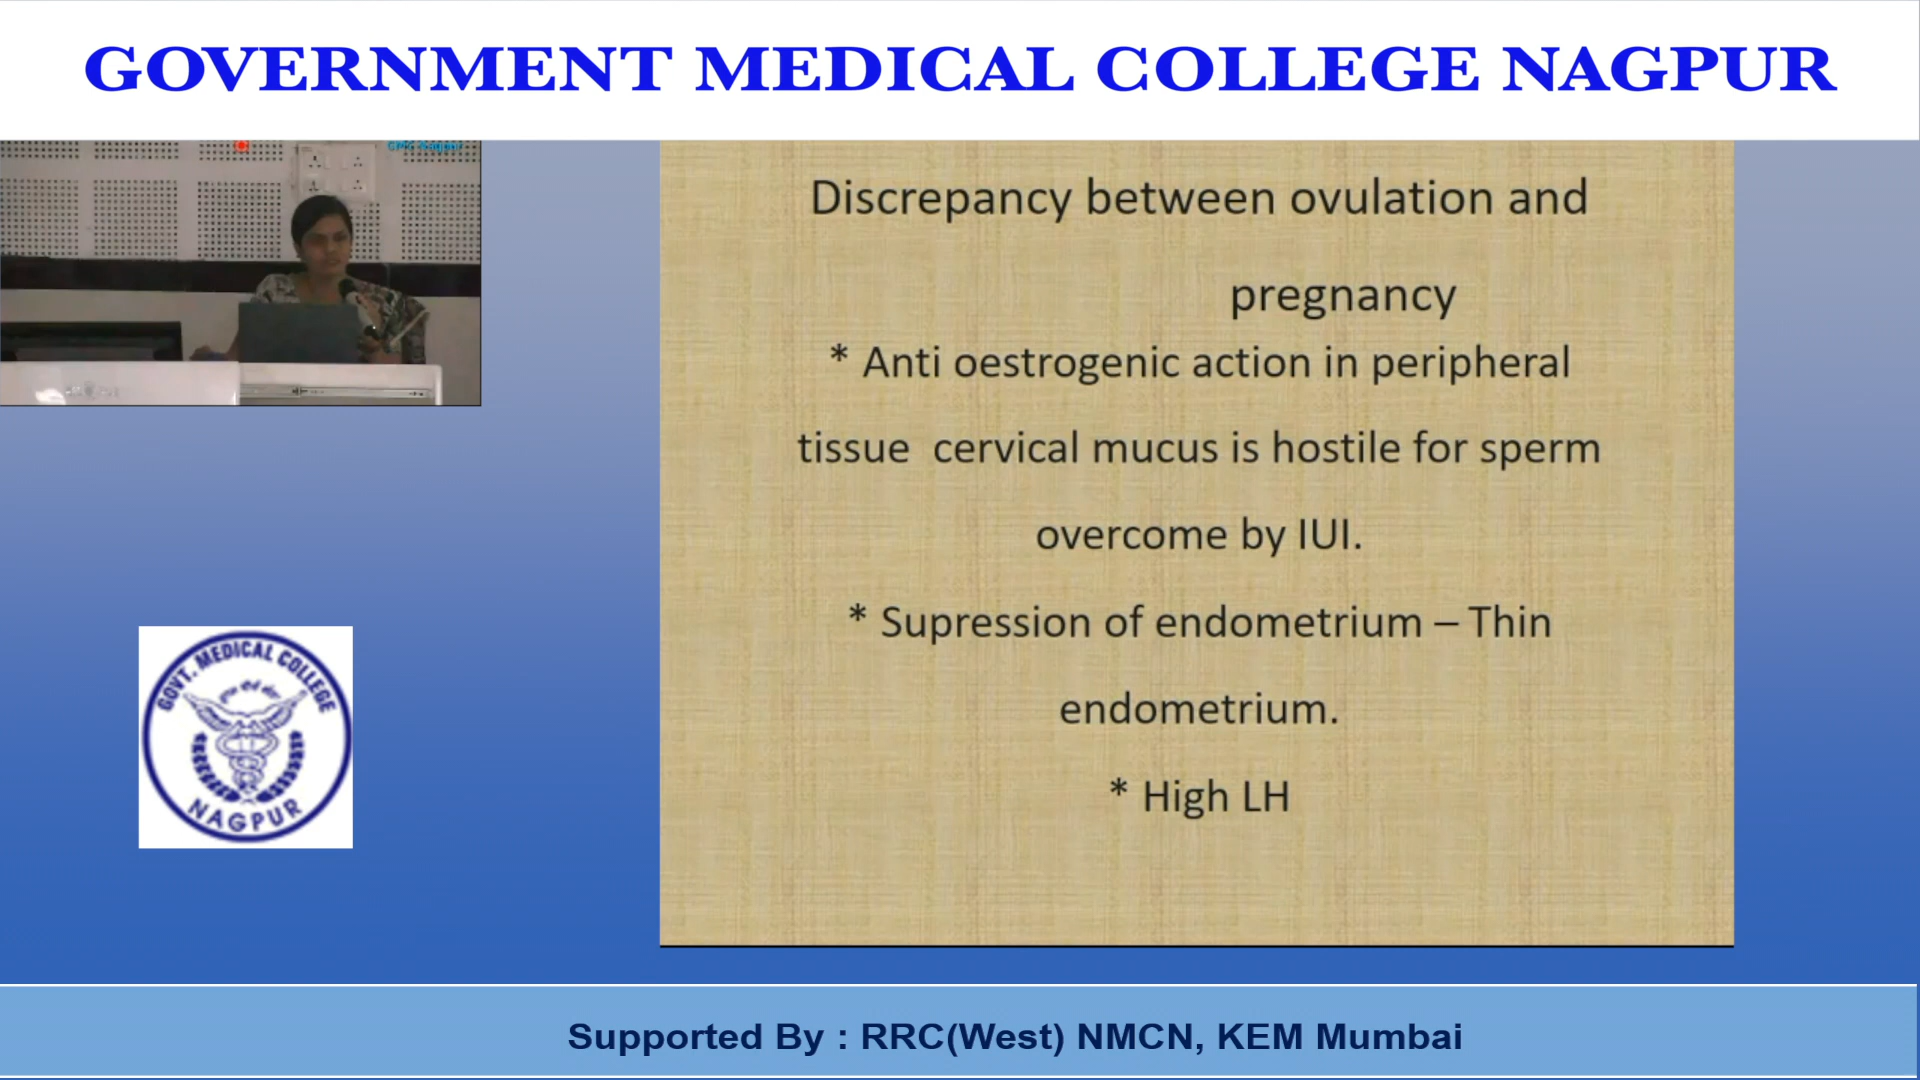 GOVERNMENT MEDICAL COLLEGE NAGPUR
GMC Nagpur
Discrepancy between ovulation and
pregnancy
* Anti oestrogenic action in peripheral
tissue cervical mucus is hostile for sperm
overcome by IUI.
* Supression of endometrium – Thin
endometrium.
* High LH
GOVT. MEDICAL COLLEGE
NAGPUR
Supported By : RRC(West) NMCN, KEM Mumbai